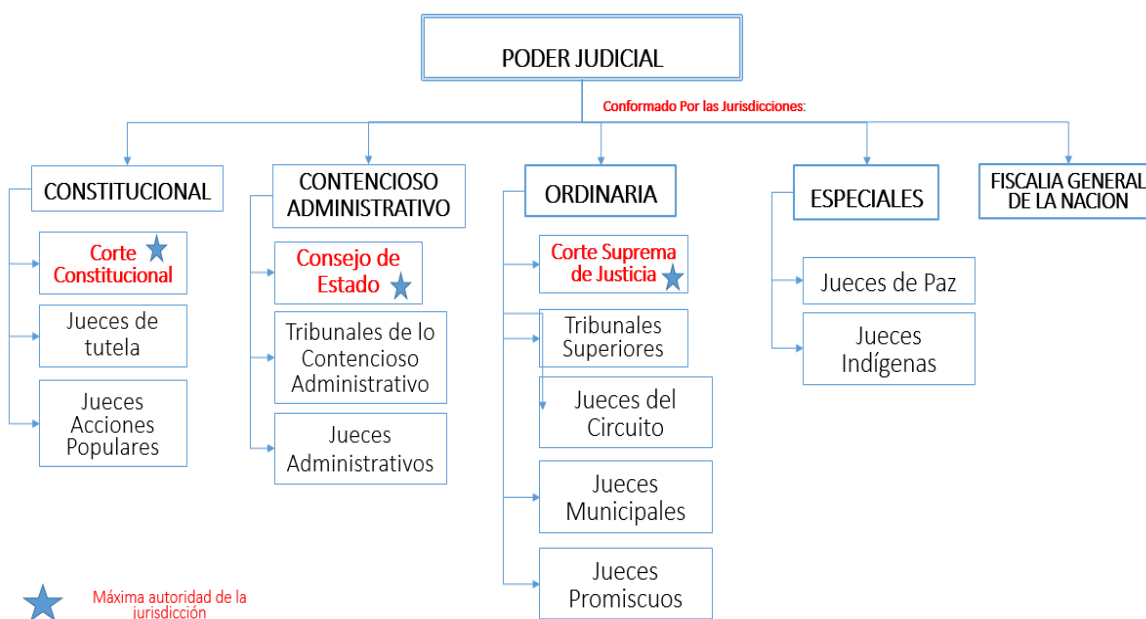 PODER JUDICIAL
Conformado Por las Jurisdicciones:
CONSTITUCIONAL
Corte
Constitucional
Jueces de
tutela
Jueces
Acciones
Populares
CONTENCIOSO
ADMINISTRATIVO
Consejo de
Estado
Tribunales de lo
Contencioso
Administrativo
Jueces
Administrativos
ORDINARIA
Corte Suprema
de Justicia
Tribunales
Superiores
Jueces del
Circuito
Jueces
Municipales
Jueces
Promiscuos
ESPECIALES
Jueces de Paz
Jueces
Indígenas
FISCALIA GENERAL
DE LA NACION
Máxima autoridad de la
jurisdicción